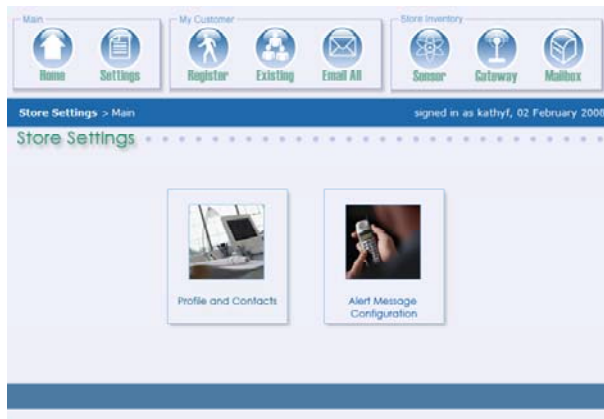 Main
My Customer
Store Inventory
Home
Settings
Register
Existing
Email All
Sensor
Gateway
Mailbox
Store Settings > Main
signed in as kathyf, 02 February 2008
Store Settings
Profile and Contacts
Alert Message
Configuration